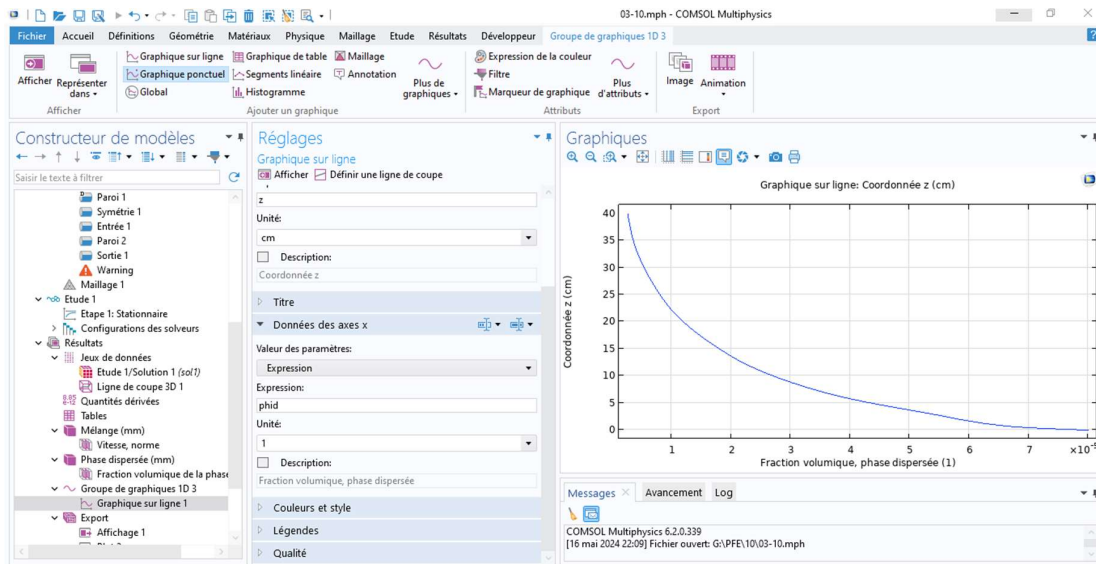 03-10.mph - COMSOL Multiphysics
Fichier Accueil Définitions Géométrie Matériaux Physique Maillage Etude Résultats Développeur Groupe de graphiques 1D 3
Afficher
Représenter dans
Afficher
Graphique sur ligne
Graphique de table
Maillage
Graphique ponctuel
Segments linéaire
Annotation
Global
Histogramme
Plus de graphiques
Ajouter un graphique
Expression de la couleur
Filtre
Marqueur de graphique
Plus d'attributs
Attributs
Image
Animation
Export
Constructeur de modèles
Saisir le texte à filtrer
Paroi 1
Symétrie 1
Entrée 1
Paroi 2
Sortie 1
Warning
Maillage 1
Etude 1
Etape 1: Stationnaire
Configurations des solveurs
Résultats
Jeux de données
Etude 1/Solution 1 (sol1)
Ligne de coupe 3D 1
Quantités dérivées
Tables
Mélange (mm)
Vitesse, norme
Phase dispersée (mm)
Fraction volumique de la phase
Groupe de graphiques 1D 3
Graphique sur ligne 1
Export
Affichage 1
Réglages
Graphique sur ligne
Afficher Définir une ligne de coupe
z
Unité:
cm
Description:
Coordonnée z
Titre
Données des axes x
Valeur des paramètres:
Expression
Expression:
phid
Unité:
1
Description:
Fraction volumique, phase dispersée
Couleurs et style
Légendes
Qualité
Graphiques
Graphique sur ligne: Coordonnée z (cm)
Coordonnée z (cm)
40
35
30
25
20
15
10
5
0
1 2 3 4 5 6 7 ×10⁻⁵
Fraction volumique, phase dispersée (1)
Messages Avancement Log
COMSOL Multiphysics 6.2.0.339
[16 mai 2024 22:09] Fichier ouvert: G:\PFE\10\03-10.mph